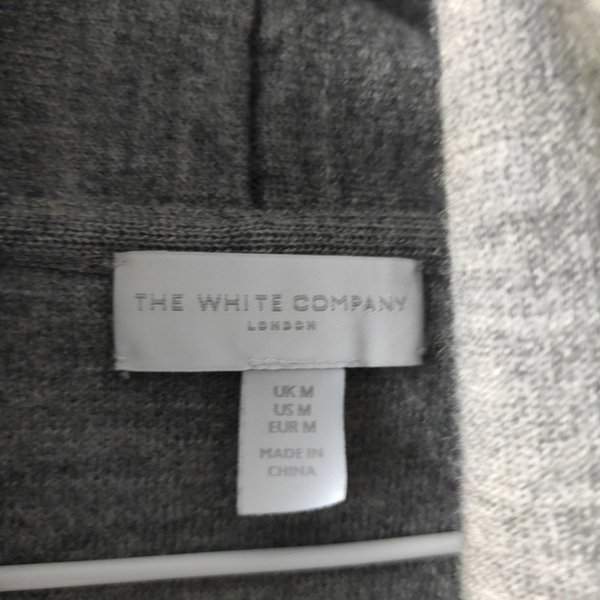 THE WHITE COMPANY
LONDON
UK M
US M
EUR M
MADE IN
CHINA